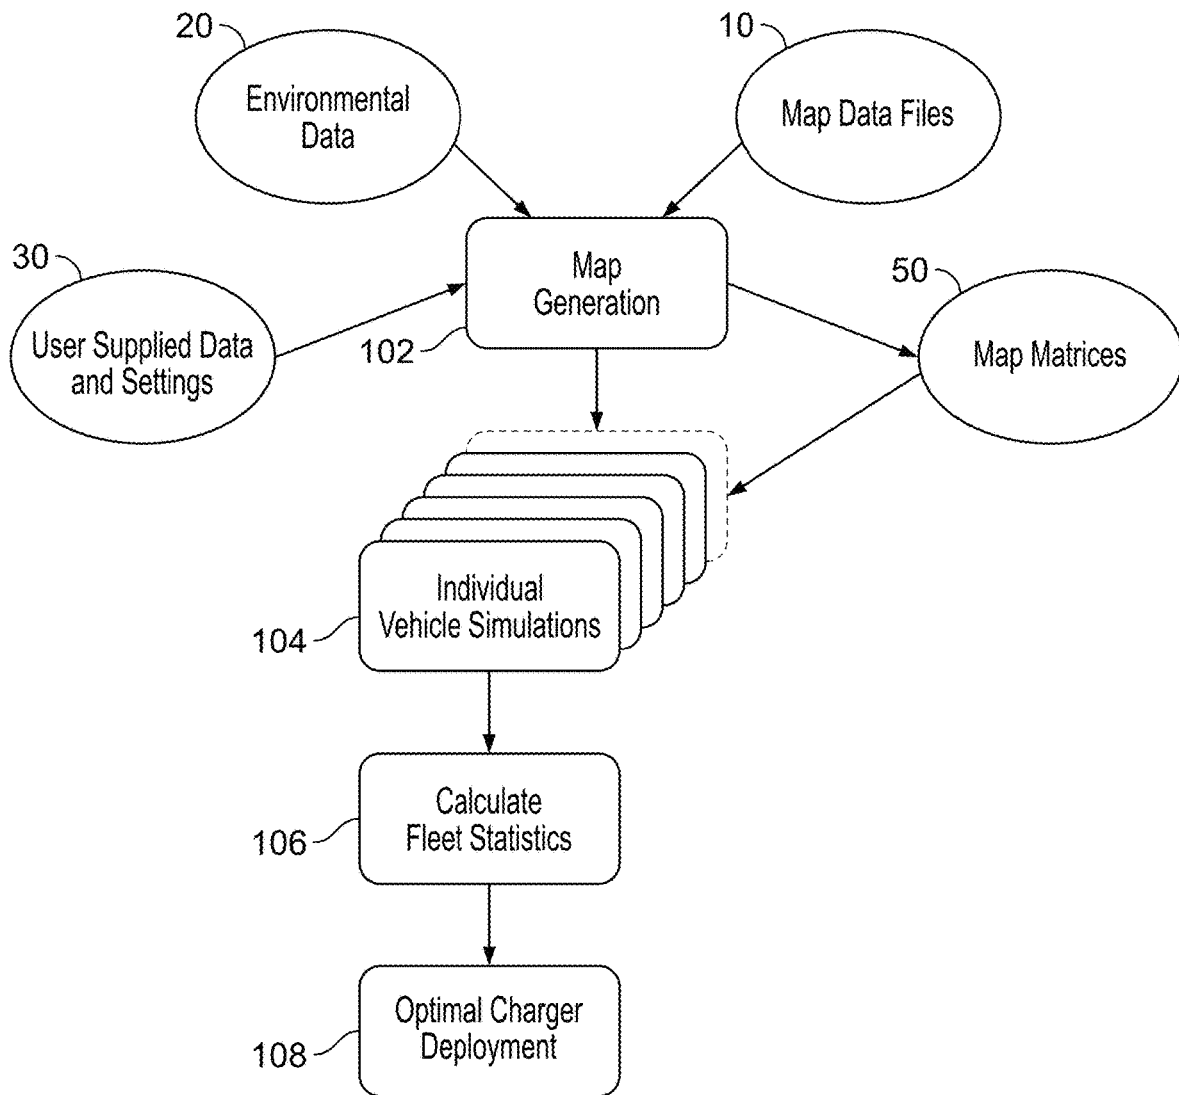 20
10
Environmental
Data
Map Data Files
30
50
Map
Generation
User Supplied Data
and Settings
102
Map Matrices
Individual
Vehicle Simulations
104
Calculate
Fleet Statistics
106
Optimal Charger
Deployment
108